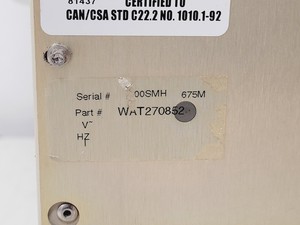 81437
CERTIFIED TO
CAN/CSA STD C22.2 NO. 1010.1-92
Serial # 00SMH 675M
Part # WAT270852
V~
HZ